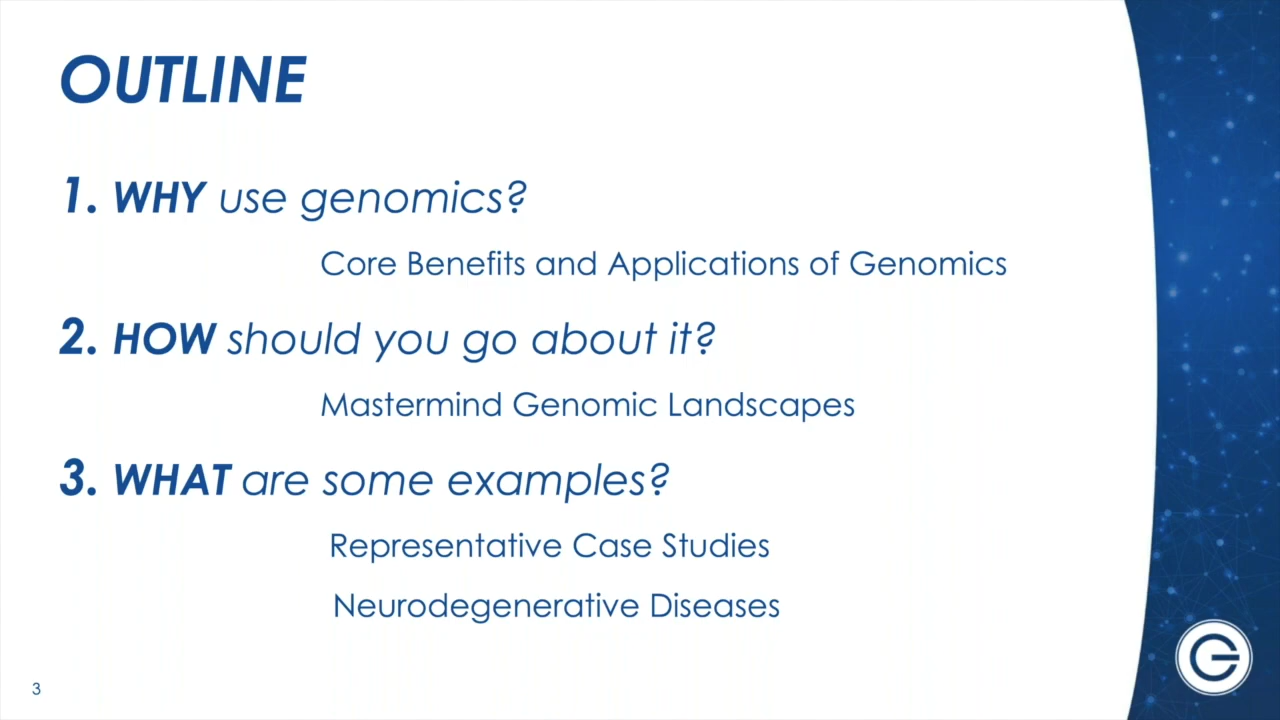 OUTLINE
1. WHY use genomics?
Core Benefits and Applications of Genomics
2. HOW should you go about it?
Mastermind Genomic Landscapes
3. WHAT are some examples?
Representative Case Studies
Neurodegenerative Diseases
3